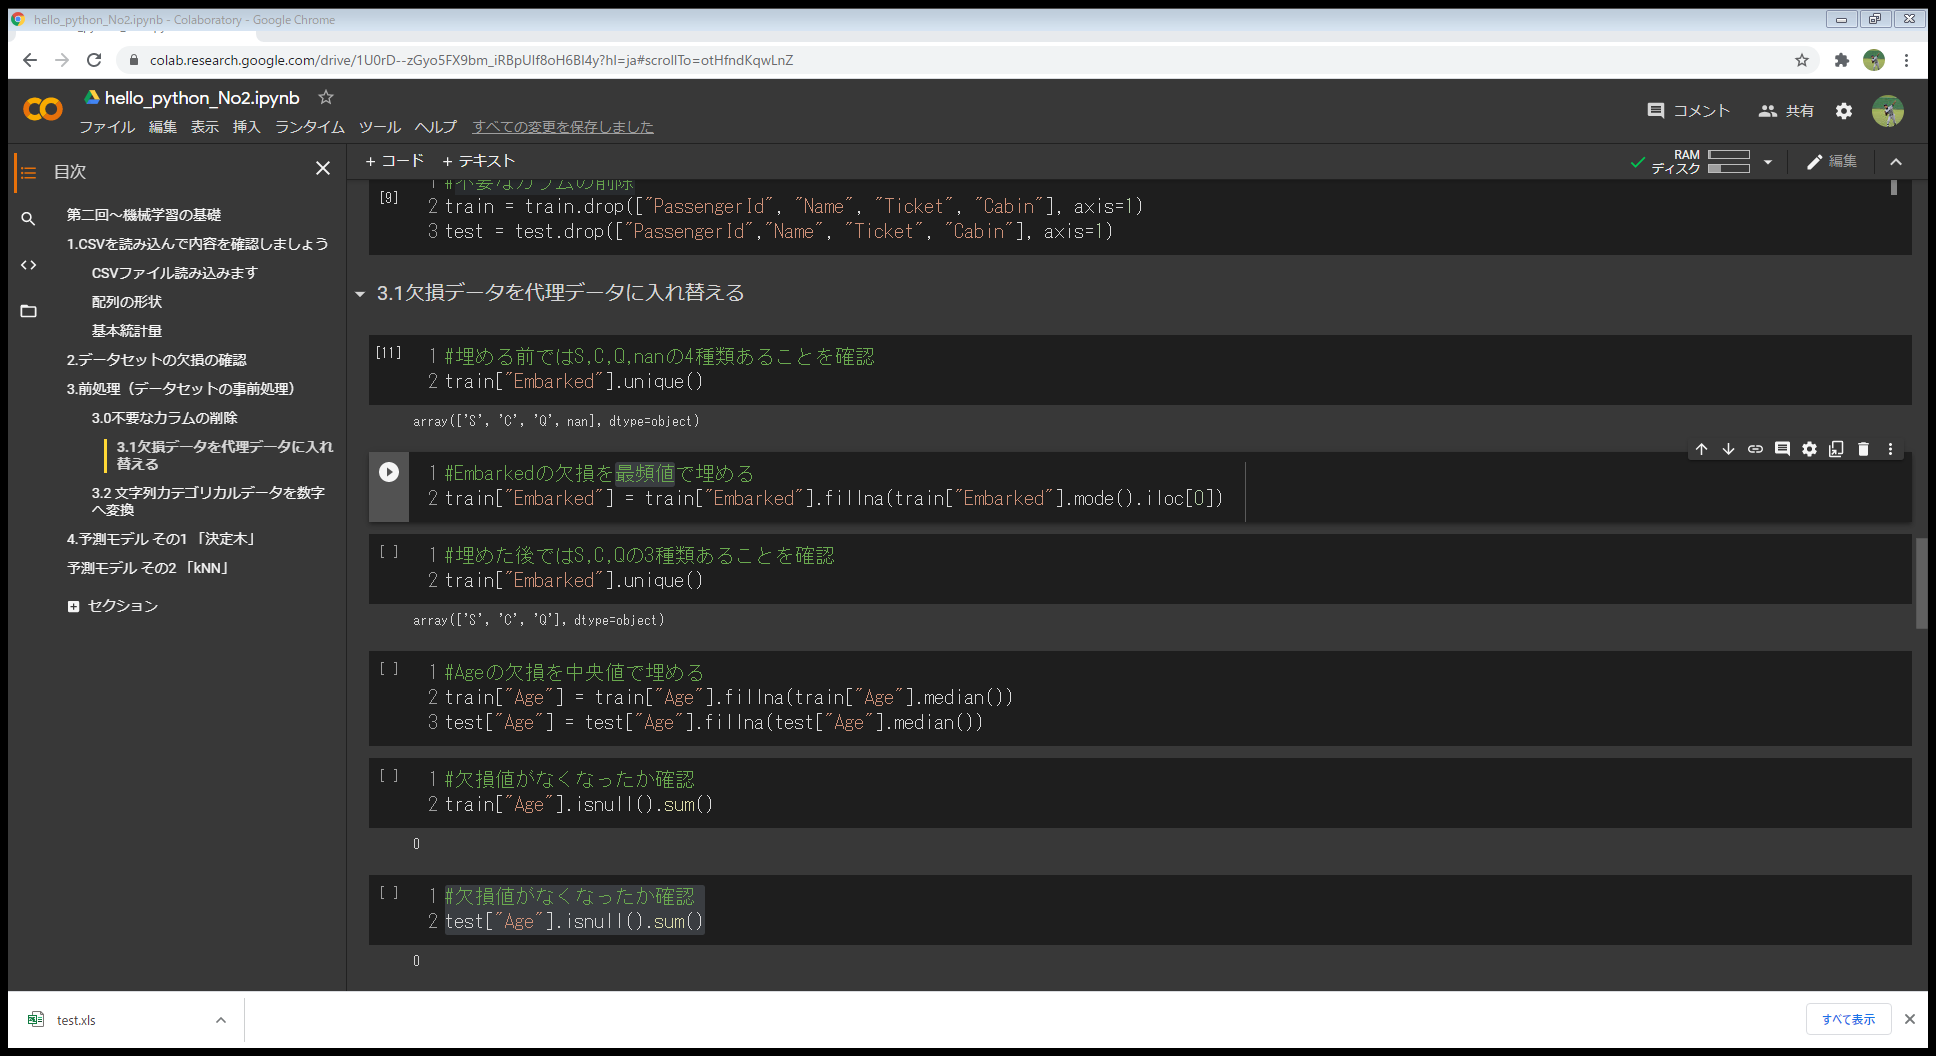 hello_python_No2.ipynb - Colaboratory - Google Chrome
colab.research.google.com/drive/1U0rD--zGyo5FX9bm_iRBpUIf8oH6Bl4y?hl=ja#scrollTo=otHfndKqwLnZ
hello_python_No2.ipynb
コメント
共有
ファイル 編集 表示 挿入 ランタイム ツール ヘルプ すべての変更を保存しました
目次
+ コード + テキスト
RAM
ディスク
編集
第二回〜機械学習の基礎
1.CSVを読み込んで内容を確認しましょう
CSVファイル読み込みます
配列の形状
基本統計量
2.データセットの欠損の確認
3.前処理（データセットの事前処理）
3.0不要なカラムの削除
3.1欠損データを代理データに入れ
替える
3.2 文字列カテゴリカルデータを数字
へ変換
4.予測モデル その1 「決定木」
予測モデル その2 「kNN」
セクション
[9]
1 #不要なカラムの削除
2 train = train.drop(["PassengerId", "Name", "Ticket", "Cabin"], axis=1)
3 test = test.drop(["PassengerId","Name", "Ticket", "Cabin"], axis=1)
3.1欠損データを代理データに入れ替える
[11]
1 #埋める前ではS,C,Q,nanの4種類あることを確認
2 train["Embarked"].unique()
array(['S', 'C', 'Q', nan], dtype=object)
1 #Embarkedの欠損を最頻値で埋める
2 train["Embarked"] = train["Embarked"].fillna(train["Embarked"].mode().iloc[0])
[ ]
1 #埋めた後ではS,C,Qの3種類あることを確認
2 train["Embarked"].unique()
array(['S', 'C', 'Q'], dtype=object)
[ ]
1 #Ageの欠損を中央値で埋める
2 train["Age"] = train["Age"].fillna(train["Age"].median())
3 test["Age"] = test["Age"].fillna(test["Age"].median())
[ ]
1 #欠損値がなくなったか確認
2 train["Age"].isnull().sum()
0
[ ]
1 #欠損値がなくなったか確認
2 test["Age"].isnull().sum()
0
test.xls
すべて表示